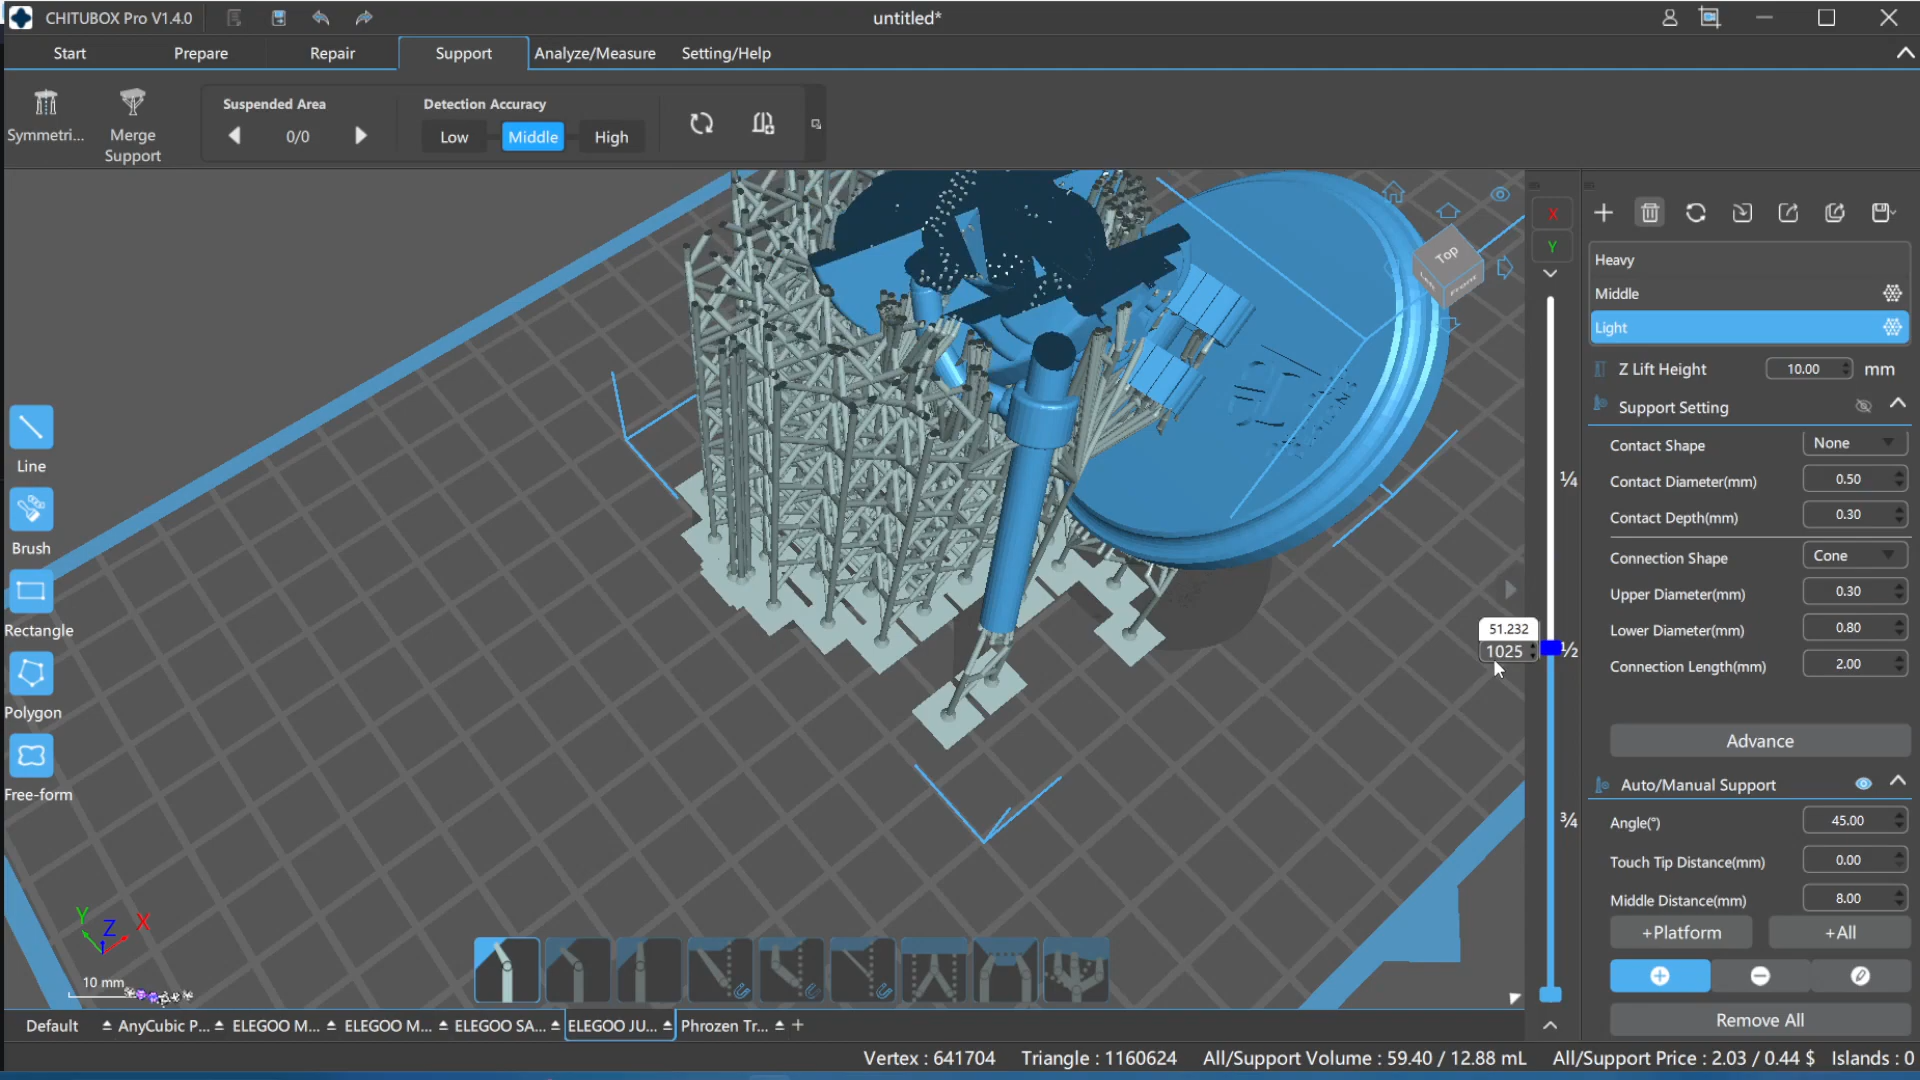 CHITUBOX Pro V1.4.0
untitled*
Start
Prepare
Repair
Support
Analyze/Measure
Setting/Help
Symmetri...
Merge
Support
Suspended Area
0/0
Detection Accuracy
Low
Middle
High
X
Y
Top
Front
Heavy
Middle
Light
Z Lift Height
10.00
mm
Support Setting
Contact Shape
None
Contact Diameter(mm)
0.50
Contact Depth(mm)
0.30
Connection Shape
Cone
Upper Diameter(mm)
0.30
Lower Diameter(mm)
0.80
Connection Length(mm)
2.00
Advance
Auto/Manual Support
Angle(°)
45.00
Touch Tip Distance(mm)
0.00
Middle Distance(mm)
8.00
+Platform
+All
Remove All
¼
½
¾
51.232
1025
Line
Brush
Rectangle
Polygon
Free-form
Y
Z
X
10 mm
Default
AnyCubic P...
ELEGOO M...
ELEGOO M...
ELEGOO SA...
ELEGOO JU...
Phrozen Tr...
Vertex : 641704
Triangle : 1160624
All/Support Volume : 59.40 / 12.88 mL
All/Support Price : 2.03 / 0.44 $
Islands : 0